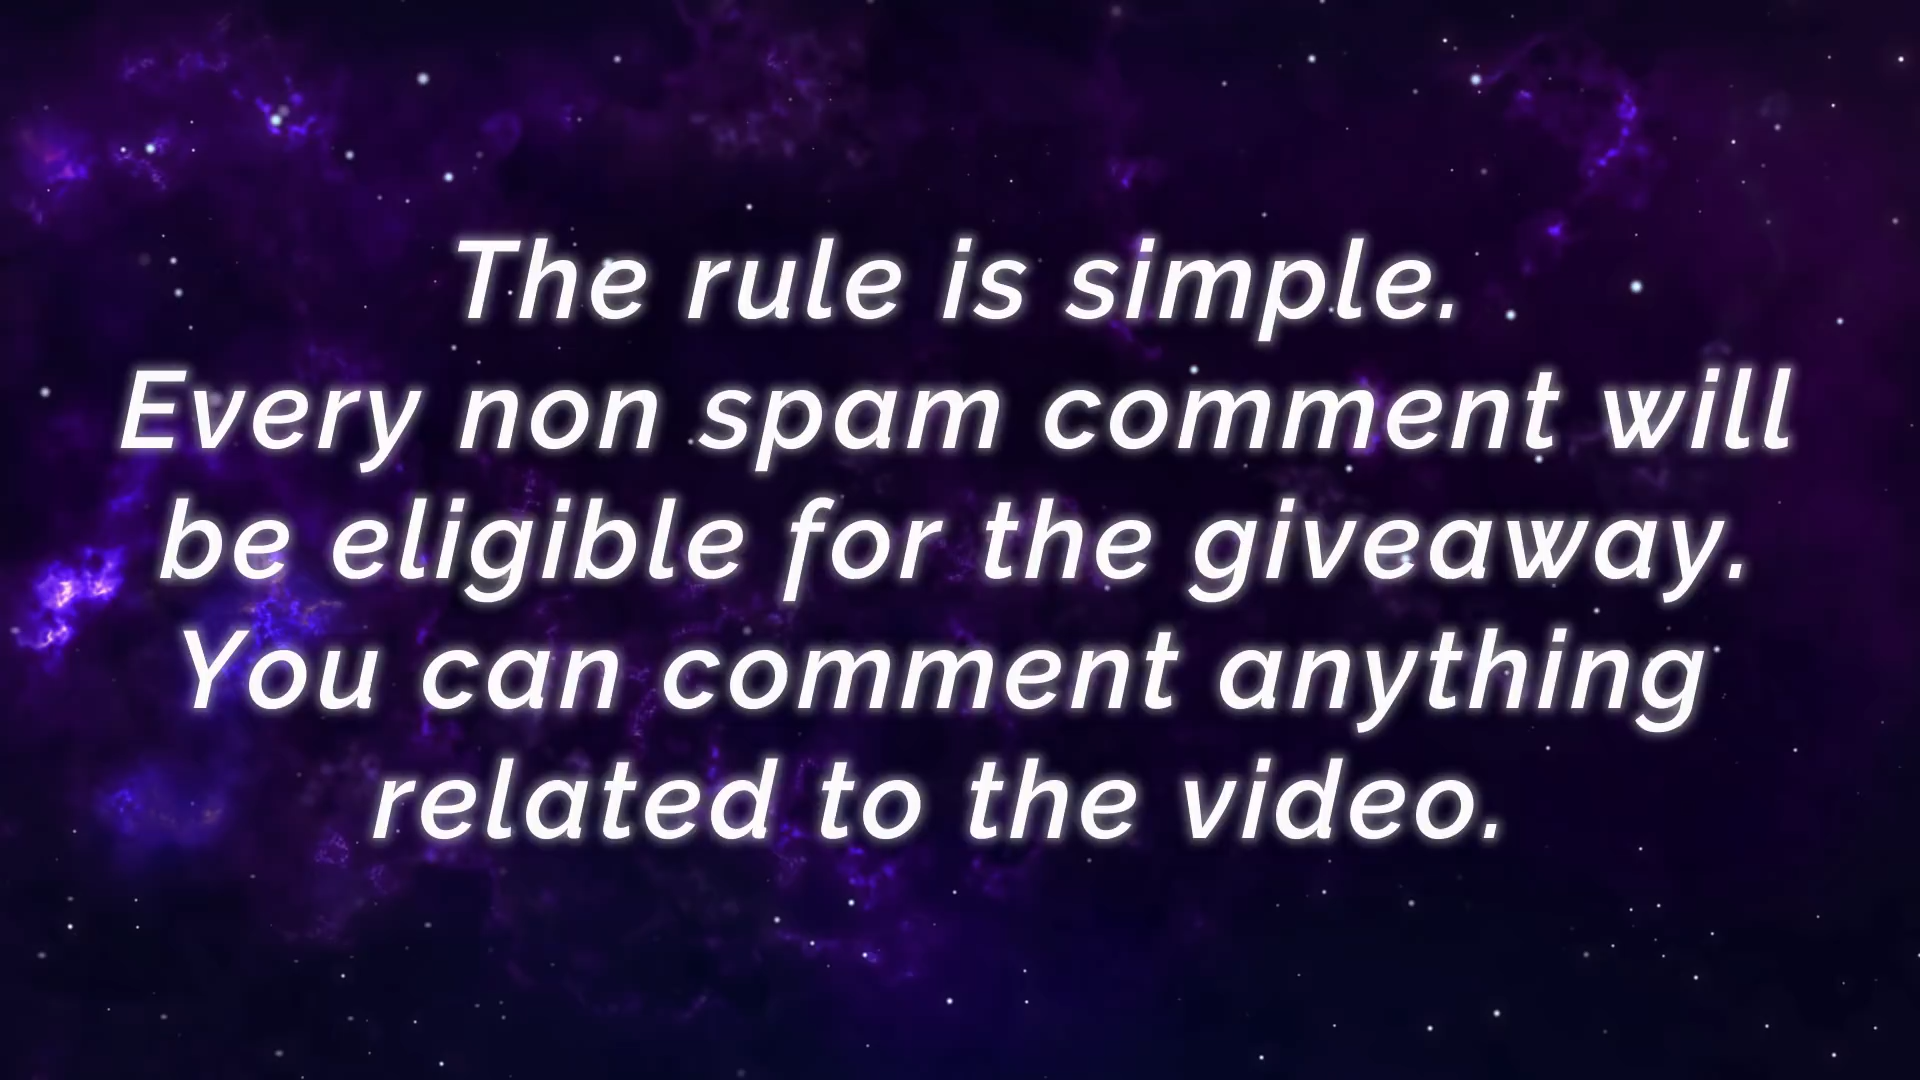 The rule is simple.
Every non spam comment will
be eligible for the giveaway.
You can comment anything
related to the video.